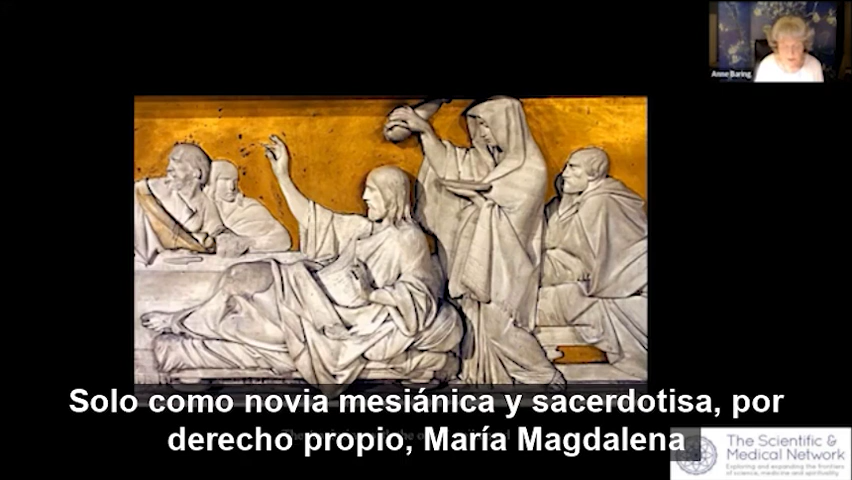 Anne Baring
Solo como novia mesiánica y sacerdotisa, por
derecho propio, María Magdalena
The Scientific &
Medical Network
Exploring and expanding the frontiers
of science, medicine and spirituality